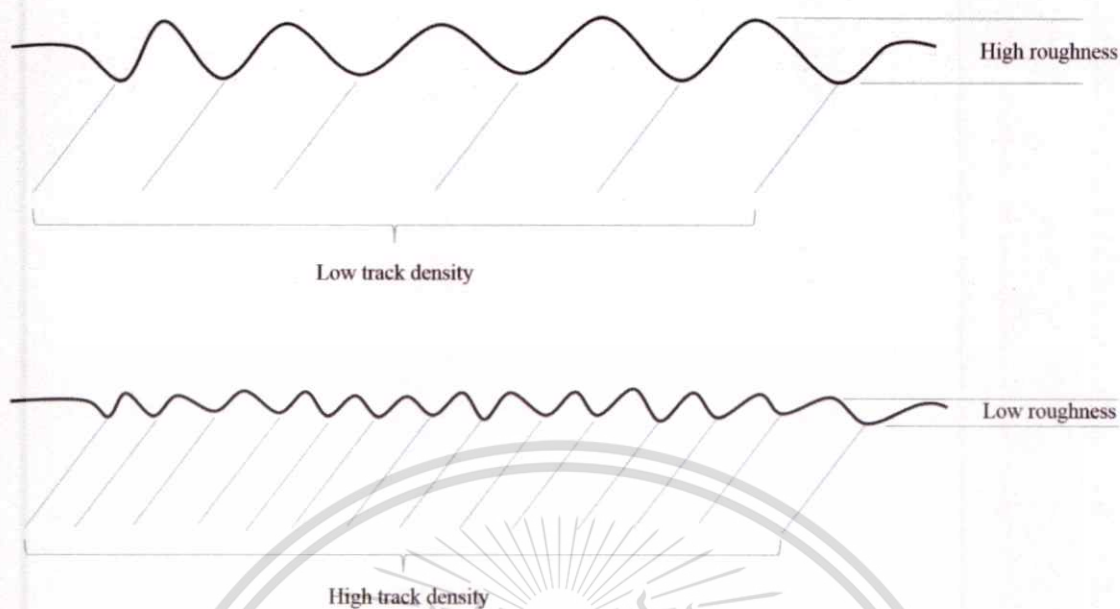 High roughness
Low track density
Low roughness
High track density